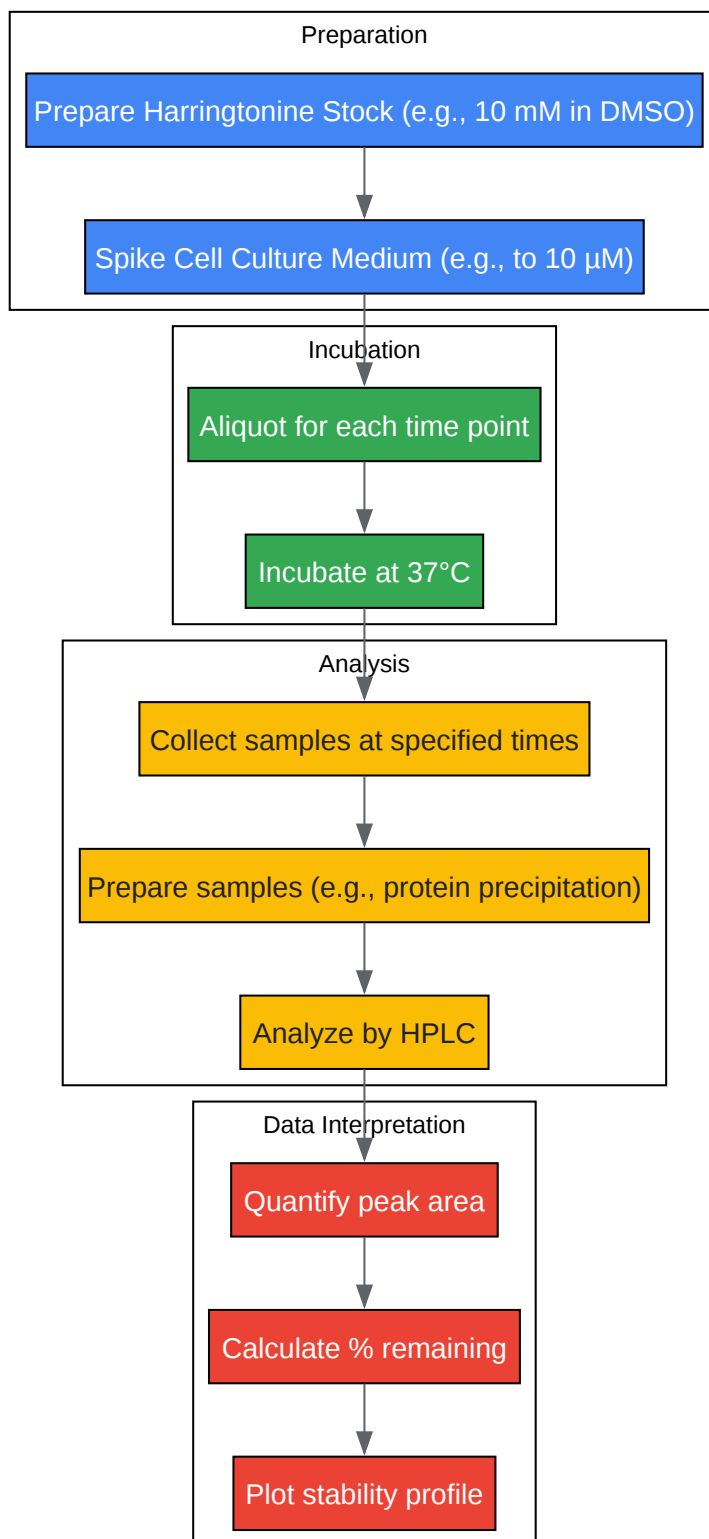 Preparation
Prepare Harringtonine Stock (e.g., 10 mM in DMSO)
Spike Cell Culture Medium (e.g., to 10 µM)
Incubation
Aliquot for each time point
Incubate at 37°C
Analysis
Collect samples at specified times
Prepare samples (e.g., protein precipitation)
Analyze by HPLC
Data Interpretation
Quantify peak area
Calculate % remaining
Plot stability profile